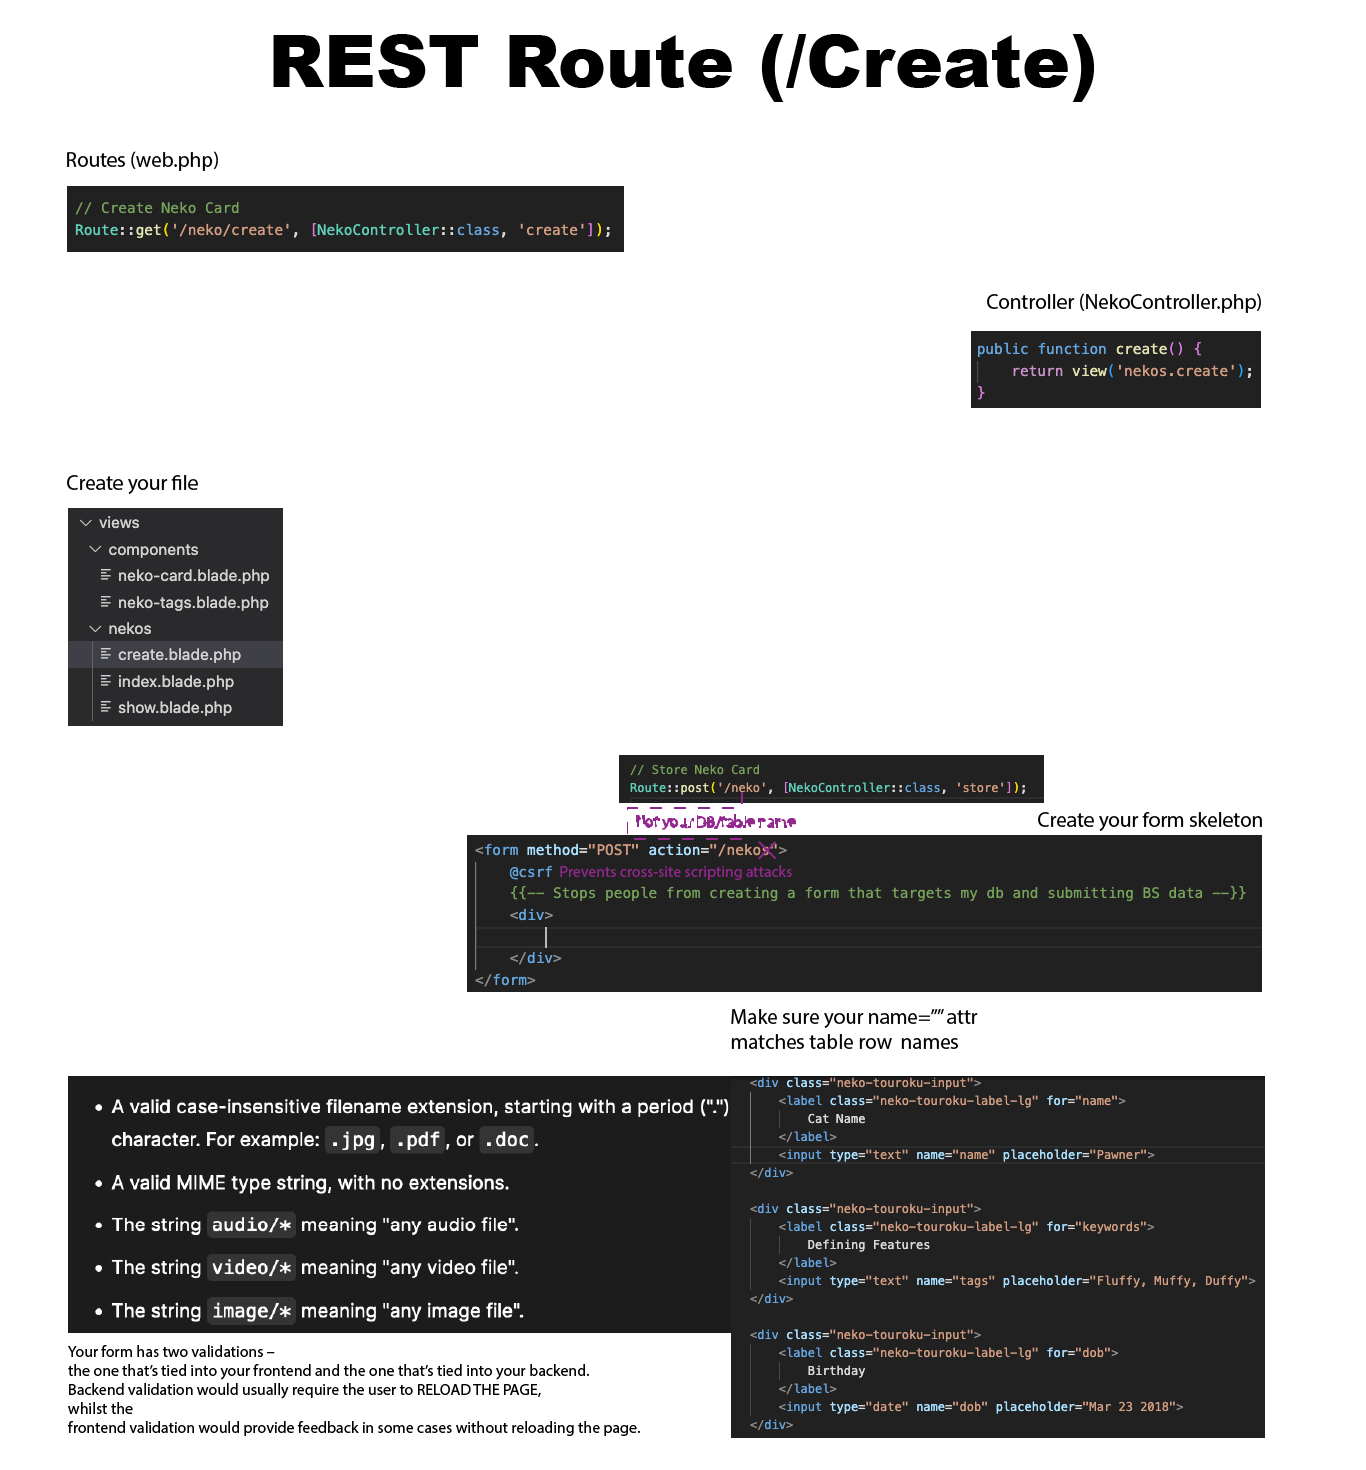 REST Route (/Create)
Routes (web.php)
// Create Neko Card
Route::get('/neko/create', [NekoController::class, 'create']);
Controller (NekoController.php)
public function create() {
return view('nekos.create');
}
Create your file
views
components
neko-card.blade.php
neko-tags.blade.php
nekos
create.blade.php
index.blade.php
show.blade.php
// Store Neko Card
Route::post('/neko', [NekoController::class, 'store']);
Not your DB/table name
Create your form skeleton
<form method="POST" action="/nekos">
@csrf Prevents cross-site scripting attacks
{{-- Stops people from creating a form that targets my db and submitting BS data --}}
<div>
</div>
</form>
Make sure your name="" attr
matches table row names
• A valid case-insensitive filename extension, starting with a period (".")
character. For example: .jpg, .pdf, or .doc.
• A valid MIME type string, with no extensions.
• The string audio/* meaning "any audio file".
• The string video/* meaning "any video file".
• The string image/* meaning "any image file".
<div class="neko-touroku-input">
<label class="neko-touroku-label-lg" for="name">
Cat Name
</label>
<input type="text" name="name" placeholder="Pawner">
</div>
<div class="neko-touroku-input">
<label class="neko-touroku-label-lg" for="keywords">
Defining Features
</label>
<input type="text" name="tags" placeholder="Fluffy, Muffy, Duffy">
</div>
<div class="neko-touroku-input">
<label class="neko-touroku-label-lg" for="dob">
Birthday
</label>
<input type="date" name="dob" placeholder="Mar 23 2018">
</div>
Your form has two validations –
the one that's tied into your frontend and the one that's tied into your backend.
Backend validation would usually require the user to RELOAD THE PAGE,
whilst the
frontend validation would provide feedback in some cases without reloading the page.